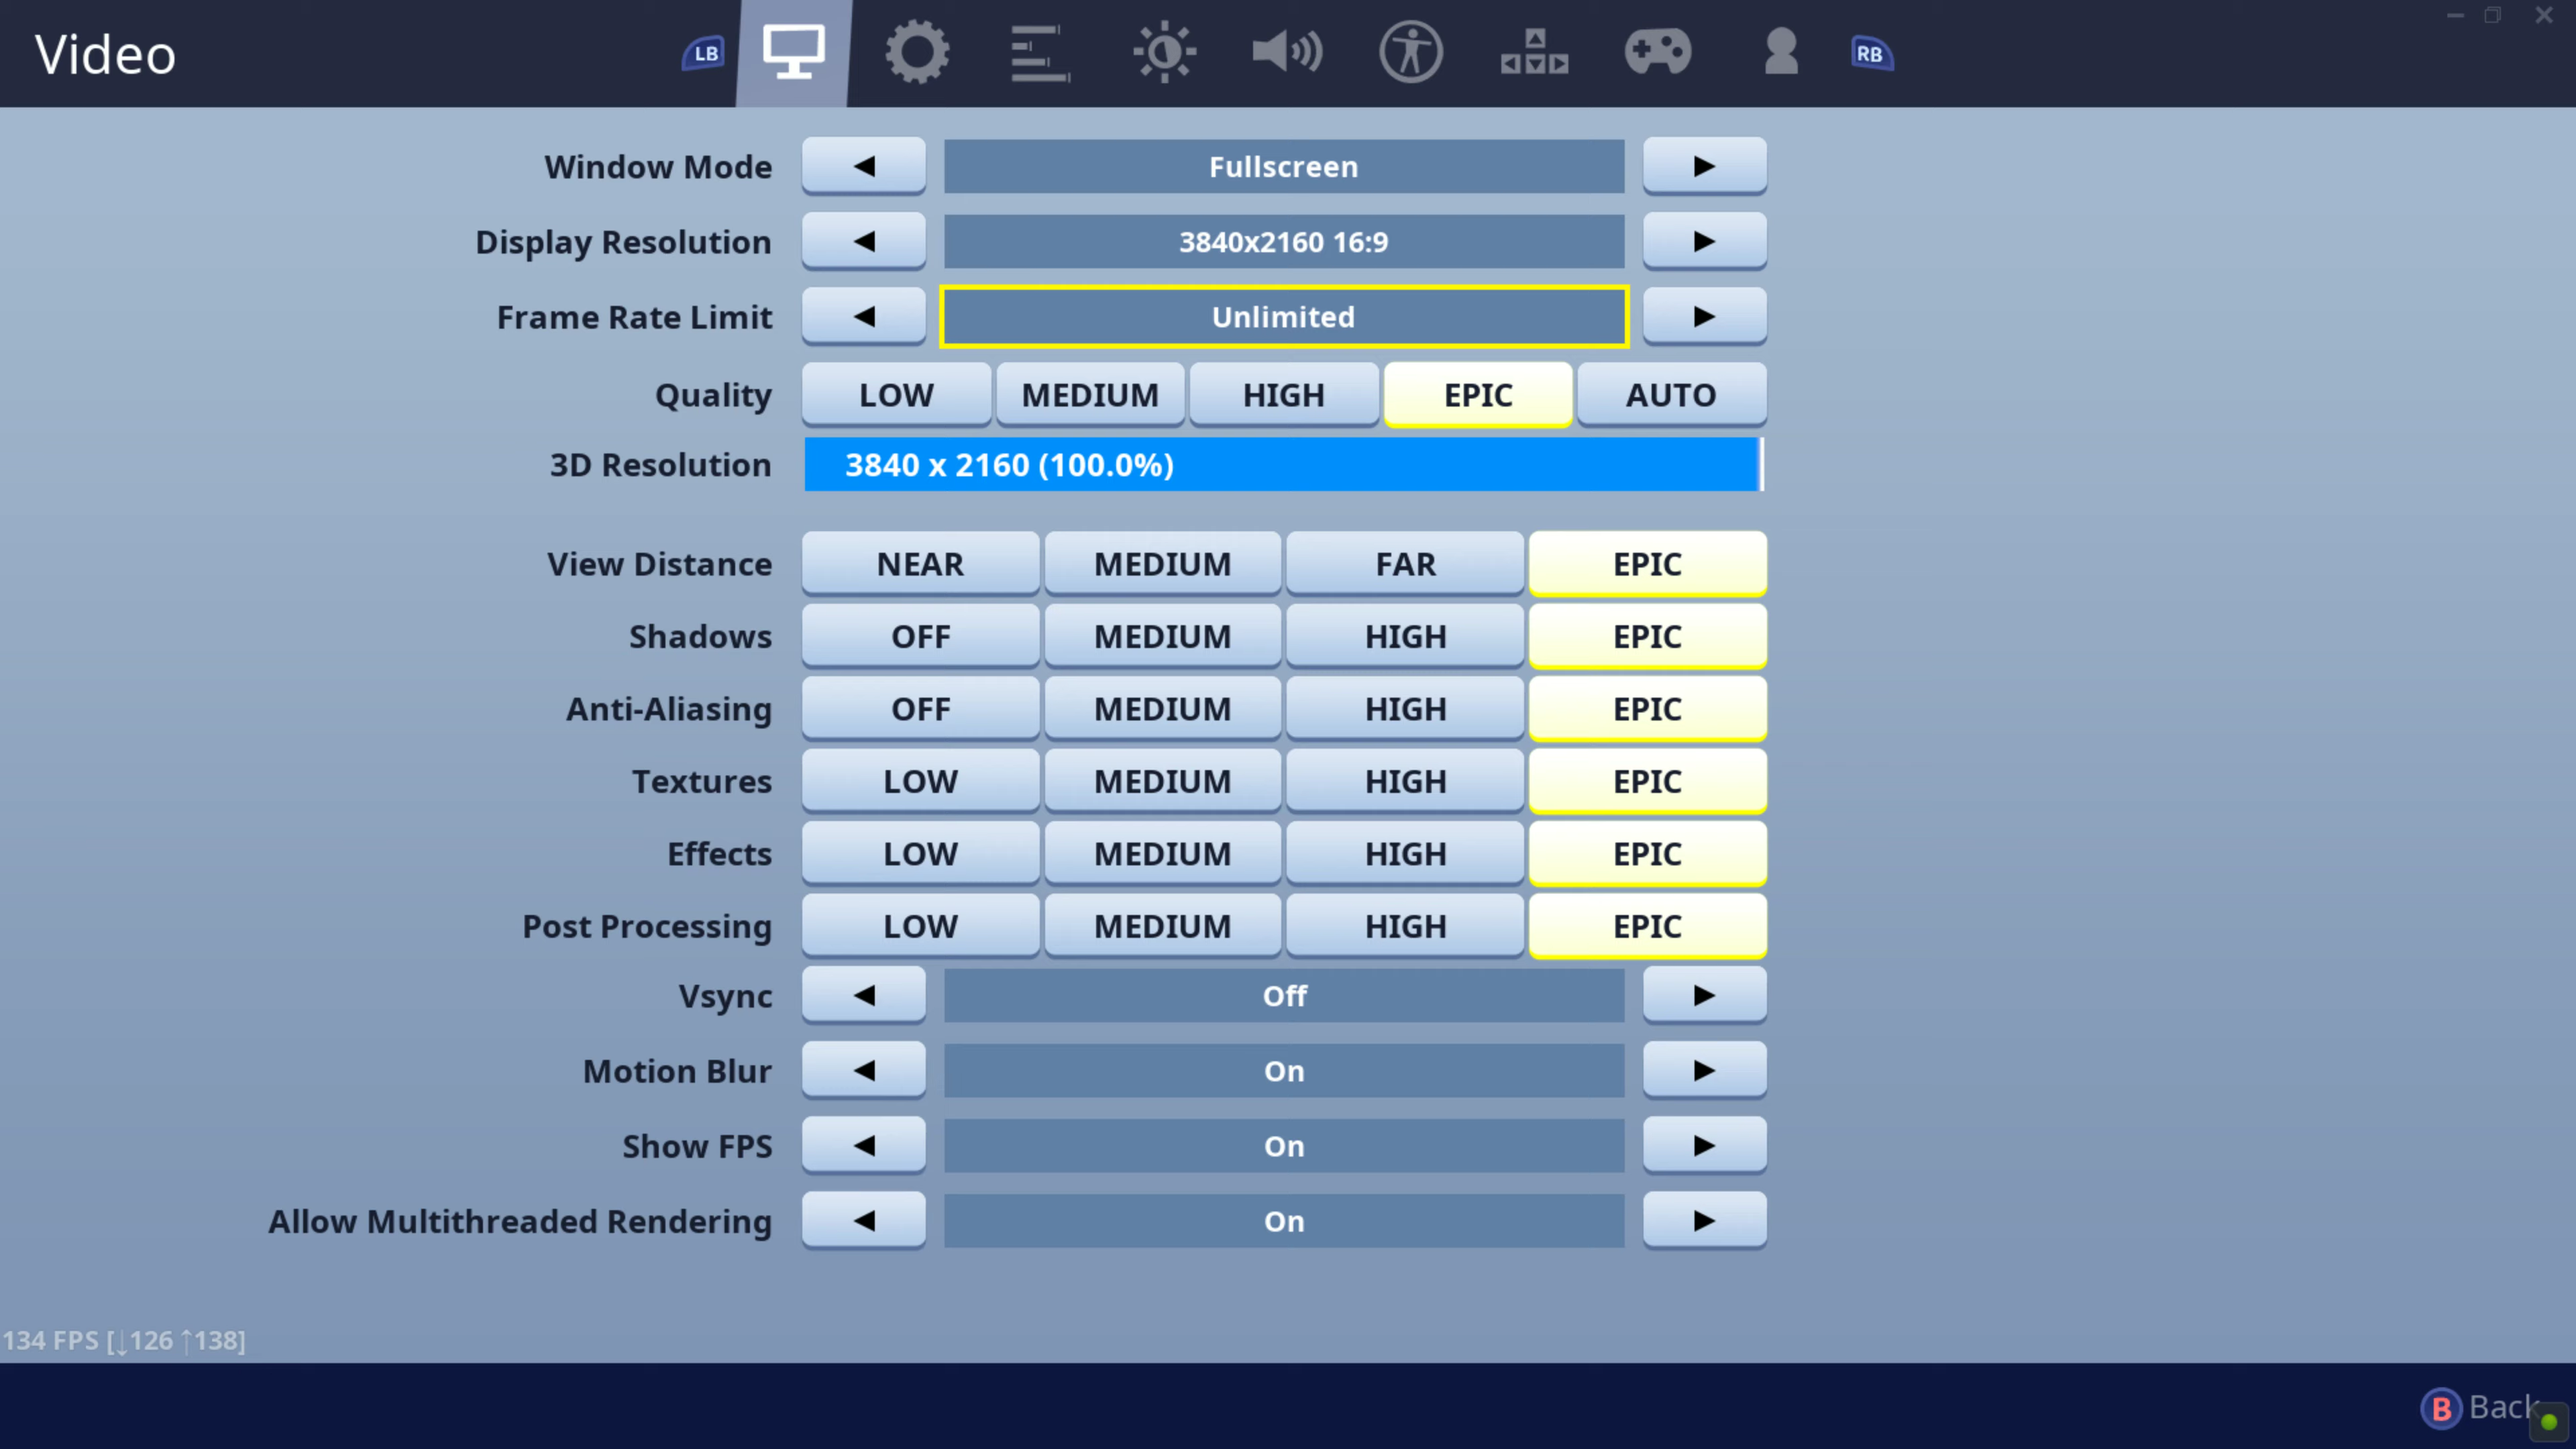 Video LB RB
Window Mode ◀ Fullscreen ▶
Display Resolution ◀ 3840x2160 16:9 ▶
Frame Rate Limit ◀ Unlimited ▶
Quality LOW MEDIUM HIGH EPIC AUTO
3D Resolution 3840 x 2160 (100.0%)
View Distance NEAR MEDIUM FAR EPIC
Shadows OFF MEDIUM HIGH EPIC
Anti-Aliasing OFF MEDIUM HIGH EPIC
Textures LOW MEDIUM HIGH EPIC
Effects LOW MEDIUM HIGH EPIC
Post Processing LOW MEDIUM HIGH EPIC
Vsync ◀ Off ▶
Motion Blur ◀ On ▶
Show FPS ◀ On ▶
Allow Multithreaded Rendering ◀ On ▶
134 FPS [↓126 ↑138]
B Back